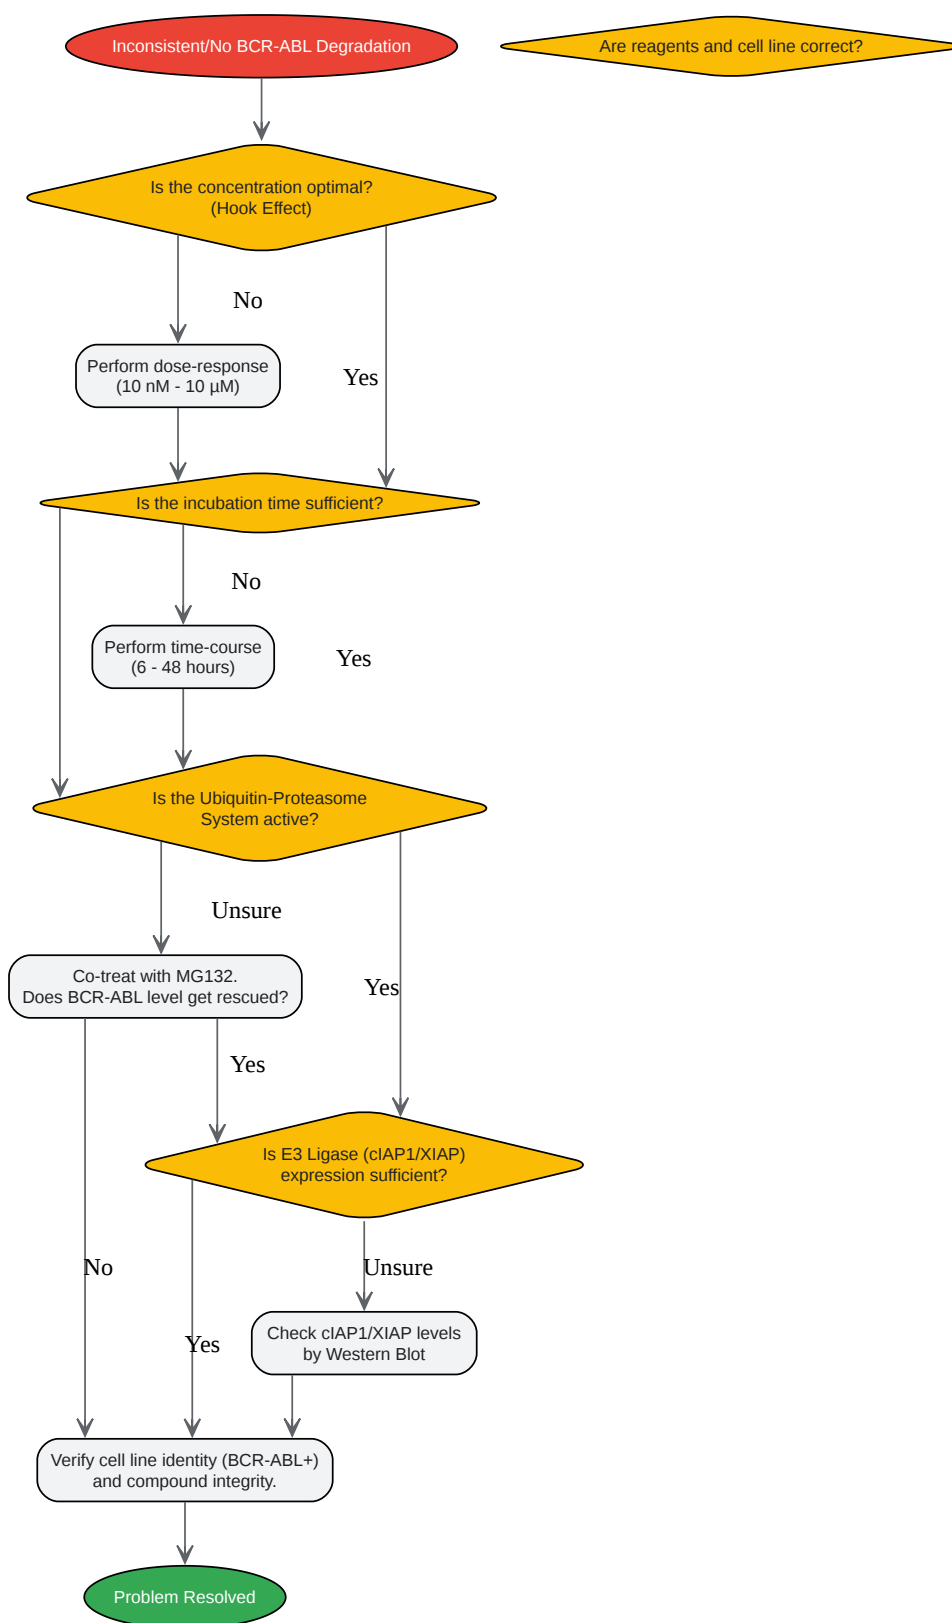 Inconsistent/No BCR-ABL Degradation
Are reagents and cell line correct?
Is the concentration optimal?
(Hook Effect)
No
Perform dose-response
(10 nM - 10 µM)
Yes
Is the incubation time sufficient?
No
Perform time-course
(6 - 48 hours)
Yes
Is the Ubiquitin-Proteasome
System active?
Unsure
Co-treat with MG132.
Does BCR-ABL level get rescued?
Yes
Yes
Is E3 Ligase (cIAP1/XIAP)
expression sufficient?
No
Unsure
Check cIAP1/XIAP levels
by Western Blot
Yes
Verify cell line identity (BCR-ABL+)
and compound integrity.
Problem Resolved